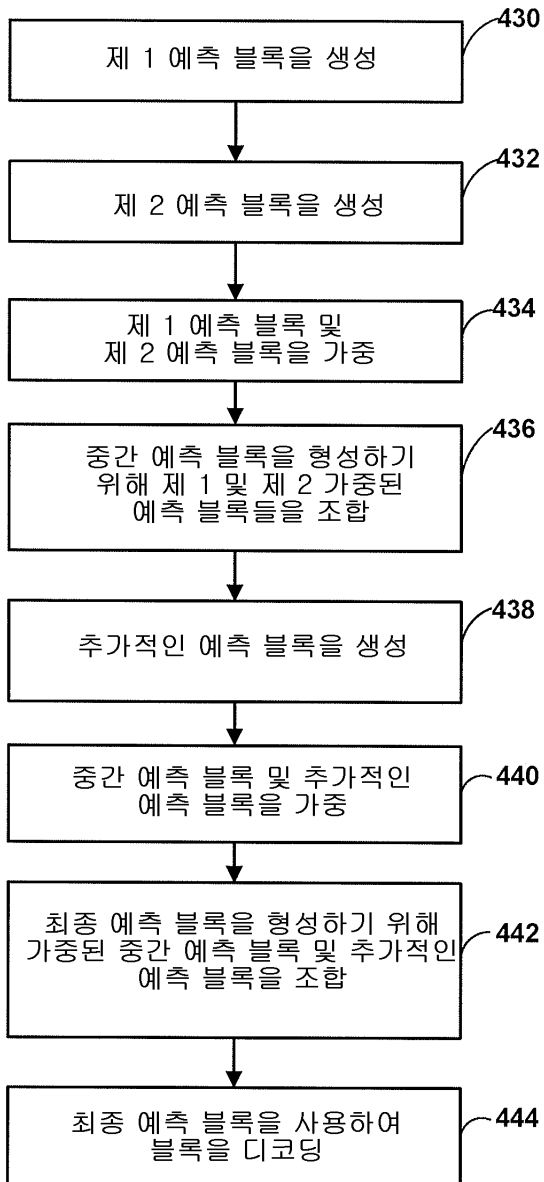 430
제 1 예측 블록을 생성
432
제 2 예측 블록을 생성
434
제 1 예측 블록 및
제 2 예측 블록을 가중
436
중간 예측 블록을 형성하기
위해 제 1 및 제 2 가중된
예측 블록들을 조합
438
추가적인 예측 블록을 생성
440
중간 예측 블록 및 추가적인
예측 블록을 가중
442
최종 예측 블록을 형성하기 위해
가중된 중간 예측 블록 및 추가적인
예측 블록을 조합
444
최종 예측 블록을 사용하여
블록을 디코딩